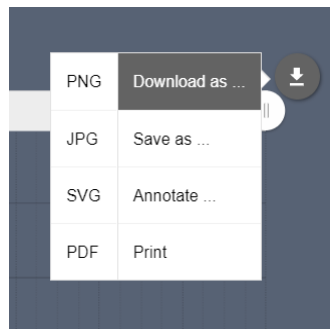 PNG Download as ...
JPG Save as ...
SVG Annotate ...
PDF Print